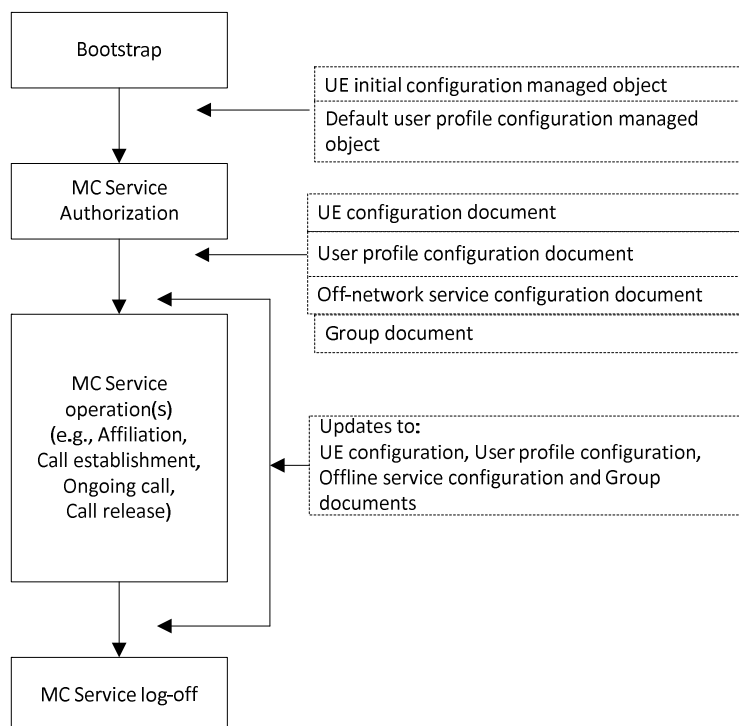 Bootstrap
UE initial configuration managed object
Default user profile configuration managed
object
MC Service
Authorization
UE configuration document
User profile configuration document
Off-network service configuration document
Group document
MC Service
operation(s)
(e.g., Affiliation,
Call establishment,
Ongoing call,
Call release)
Updates to:
UE configuration, User profile configuration,
Offline service configuration and Group
documents
MC Service log-off